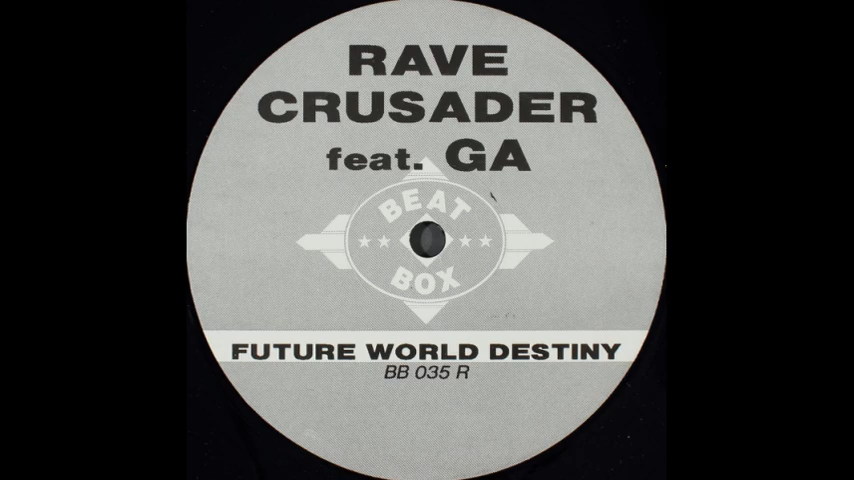 RAVE
CRUSADER
feat. GA
BEAT
BOX
FUTURE WORLD DESTINY
BB 035 R